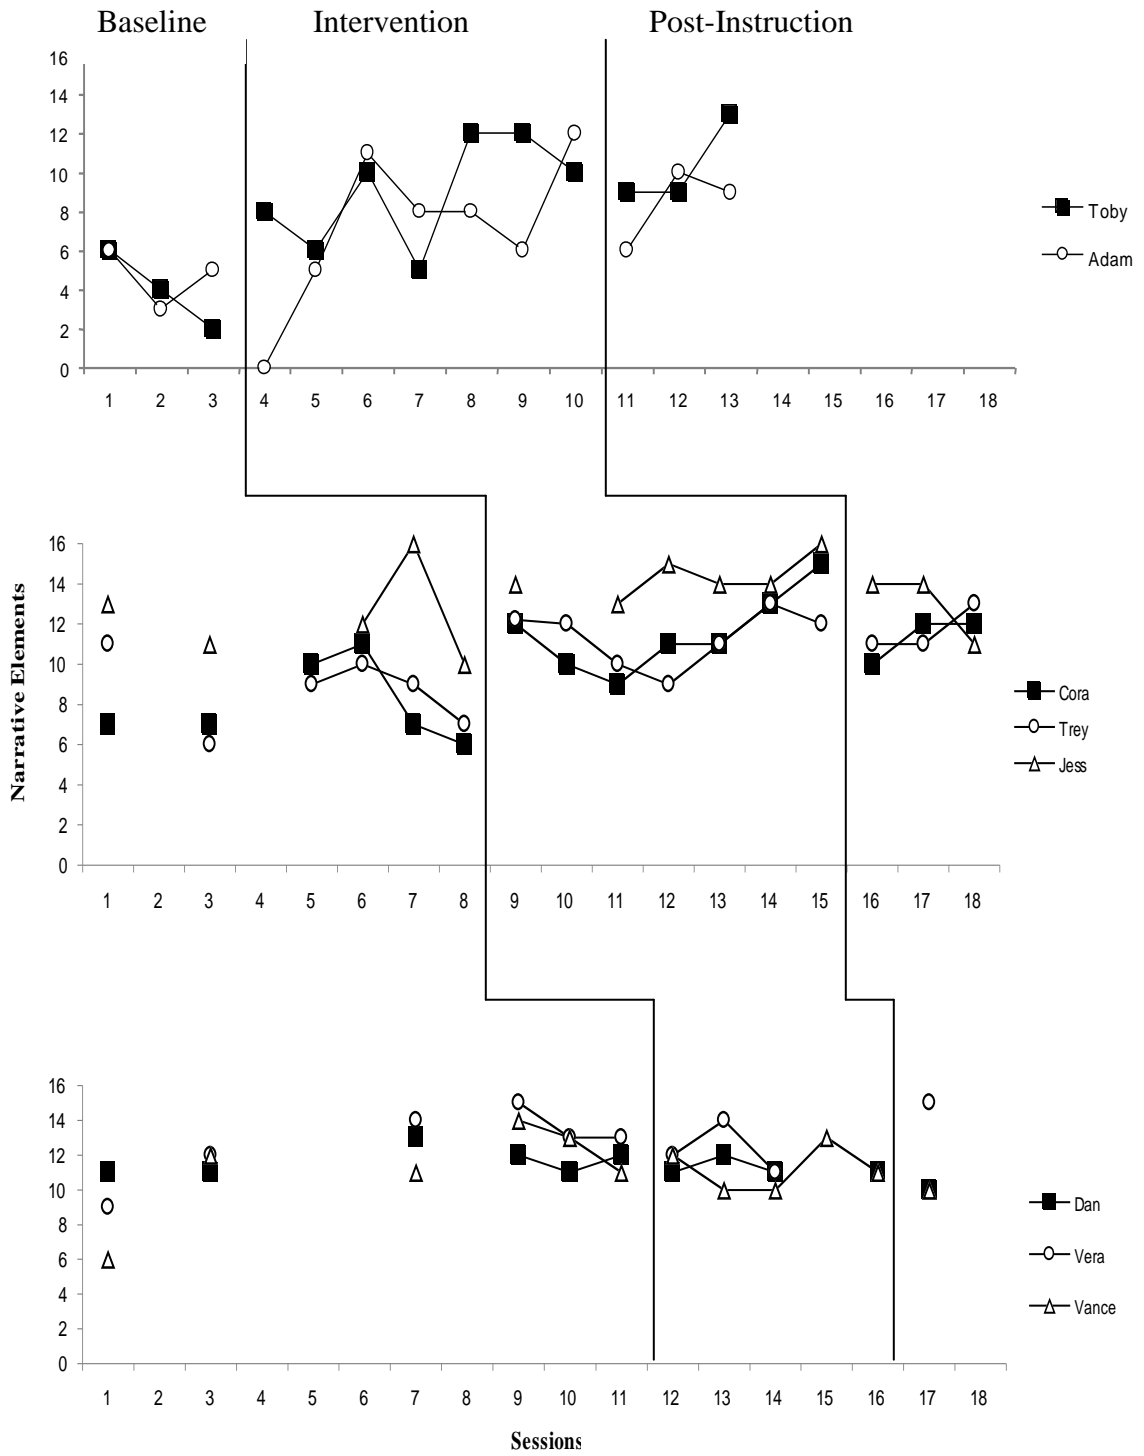 Baseline Intervention Post-Instruction
16
14
12
10
8
6
4
2
0
1 2 3 4 5 6 7 8 9 10 11 12 13 14 15 16 17 18
Toby
Adam
Narrative Elements
16
14
12
10
8
6
4
2
0
1 2 3 4 5 6 7 8 9 10 11 12 13 14 15 16 17 18
Cora
Trey
Jess
16
14
12
10
8
6
4
2
0
1 2 3 4 5 6 7 8 9 10 11 12 13 14 15 16 17 18
Dan
Vera
Vance
Sessions